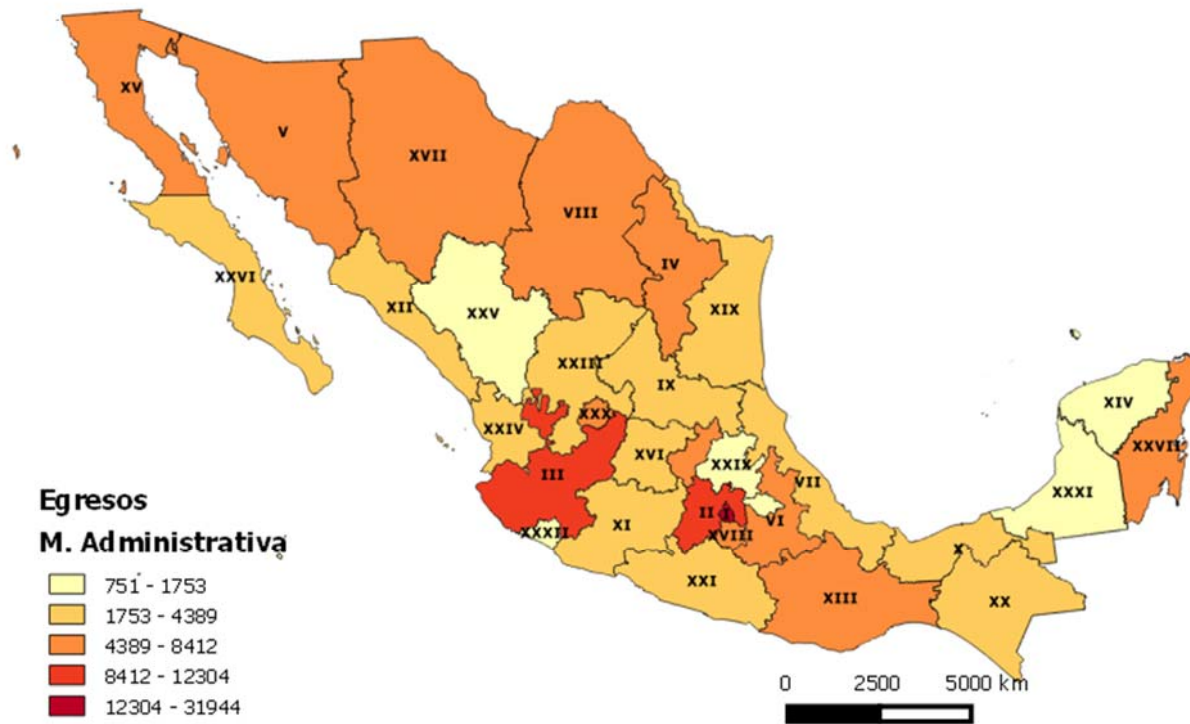 XV
V
XVII
VIII
IV
XXVI
XII
XXV
XIX
XXIII
IX
XXX
XXIV
XVI
XXIX
XIV
XXVII
III
VII
XXXI
II
I
VI
XXXII
XI
XVIII
X
XXI
XIII
XX
Egresos
M. Administrativa
751 - 1753
1753 - 4389
4389 - 8412
8412 - 12304
12304 - 31944
0 2500 5000 km